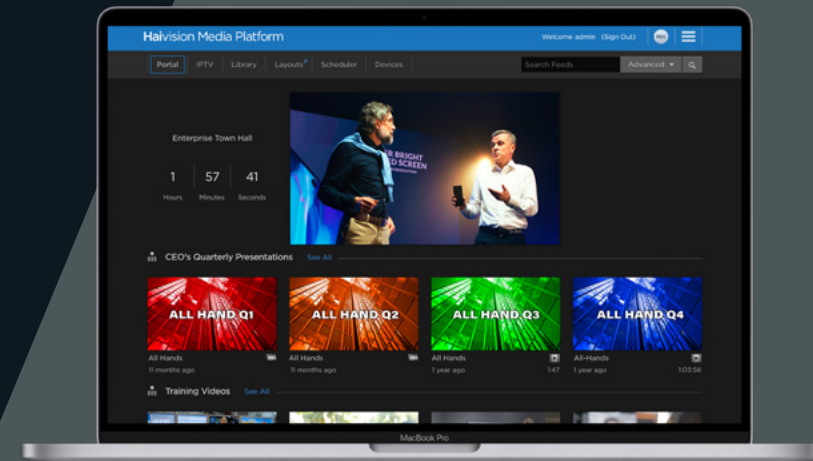 Haivision Media Platform
Welcome admin (Sign Out)
REC
Portal
IPTV
Library
Layouts
Scheduler
Devices
Search Feeds
Advanced
Enterprise Town Hall
1 57 41
Hours Minutes Seconds
BRIGHT
D SCREEN
CEO's Quarterly Presentations See All
ALL HAND Q1
ALL HAND Q2
ALL HAND Q3
ALL HAND Q4
All Hands
11 months ago
All Hands
11 months ago
All Hands
1 year ago 1:47
All-Hands
1 year ago 1:03:56
Training Videos See All
MacBook Pro